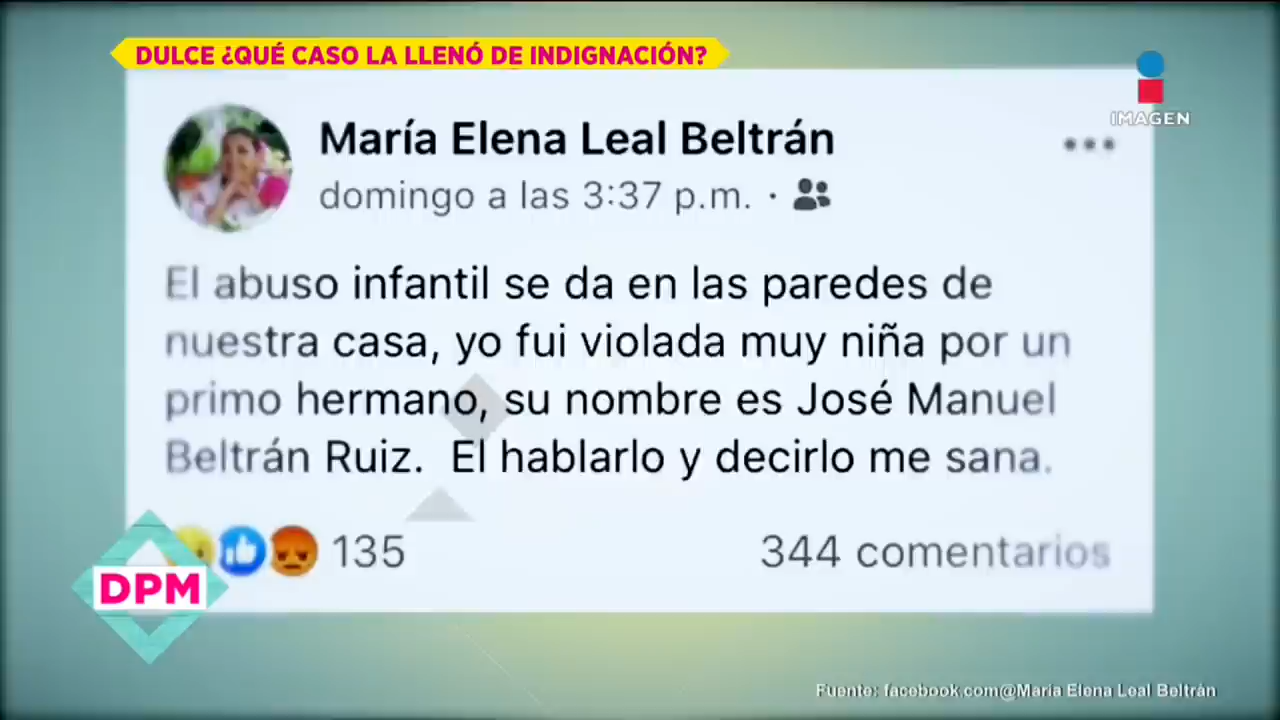 DULCE ¿QUÉ CASO LA LLENÓ DE INDIGNACIÓN?
IMAGEN
María Elena Leal Beltrán
domingo a las 3:37 p.m. ·
El abuso infantil se da en las paredes de
nuestra casa, yo fui violada muy niña por un
primo hermano, su nombre es José Manuel
Beltrán Ruiz. El hablarlo y decirlo me sana.
135
344 comentarios
DPM
Fuente: facebook.com@Maria Elena Leal Beltrán